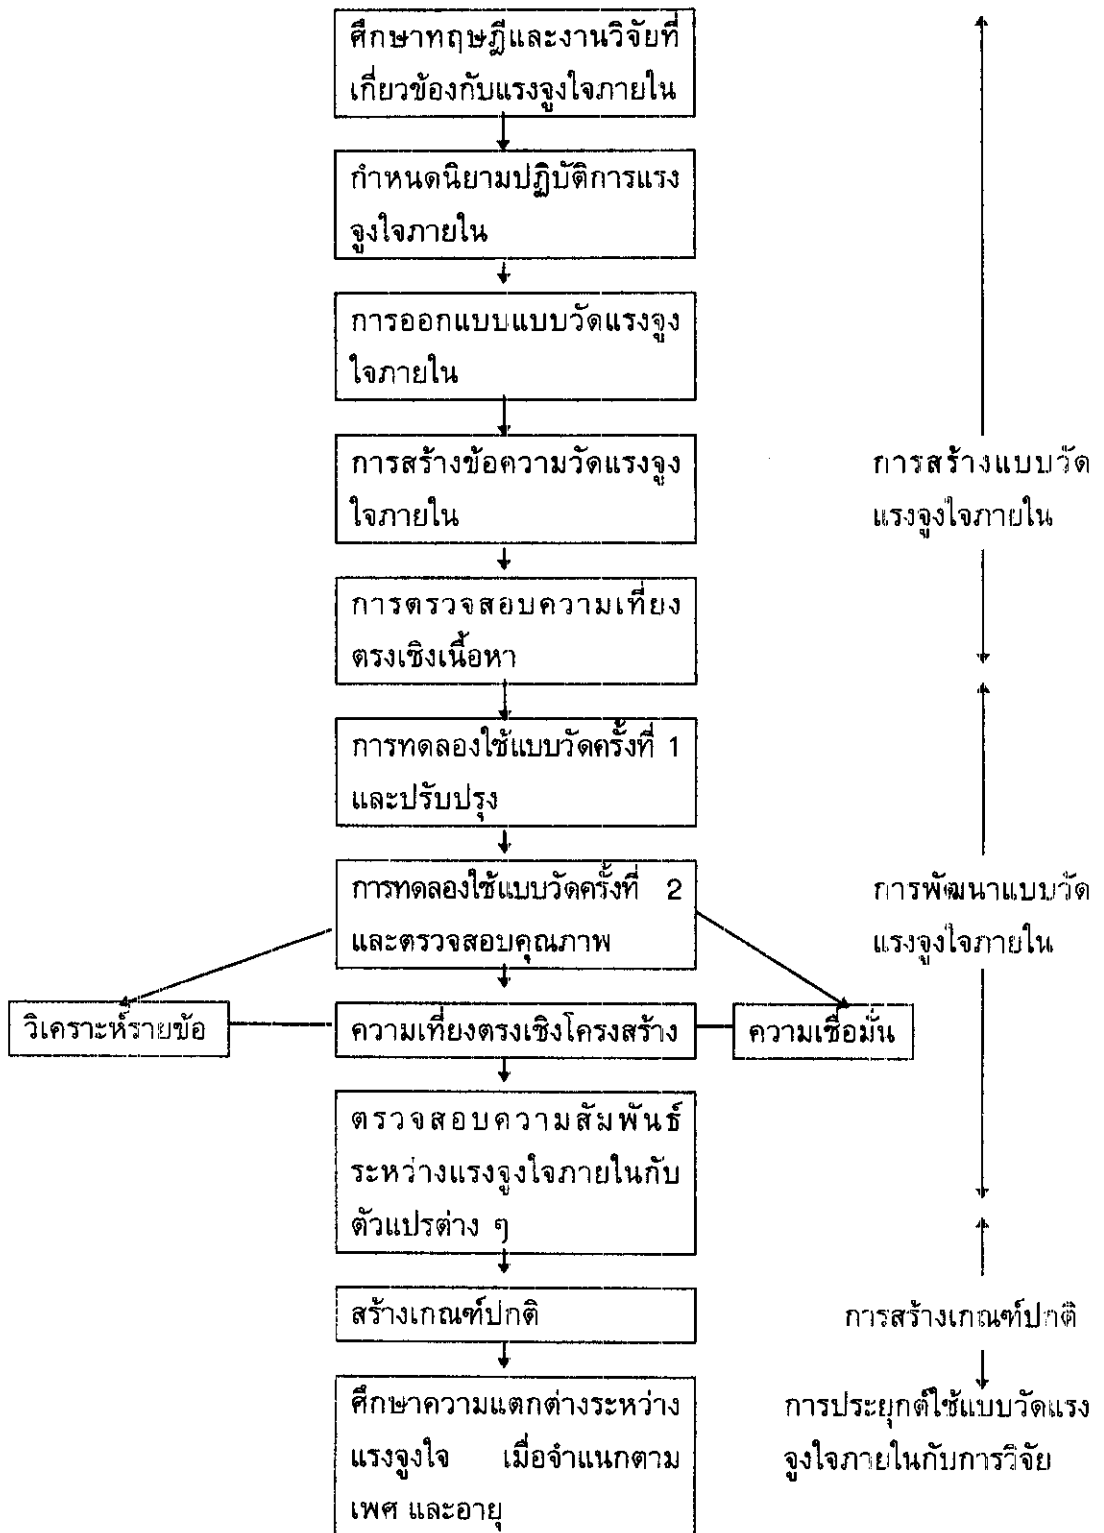 ศึกษาทฤษฎีและงานวิจัยที่
เกี่ยวข้องกับแรงจูงใจภายใน
กำหนดนิยามปฏิบัติการแรง
จูงใจภายใน
การออกแบบแบบวัดแรงจูง
ใจภายใน
การสร้างข้อความวัดแรงจูง
ใจภายใน
การสร้างแบบวัด
แรงจูงใจภายใน
การตรวจสอบความเที่ยง
ตรงเชิงเนื้อหา
การทดลองใช้แบบวัดครั้งที่ 1
และปรับปรุง
การทดลองใช้แบบวัดครั้งที่ 2
และตรวจสอบคุณภาพ
การพัฒนาแบบวัด
แรงจูงใจภายใน
วิเคราะห์รายข้อ
ความเที่ยงตรงเชิงโครงสร้าง
ความเชื่อมั่น
ตรวจสอบความสัมพันธ์
ระหว่างแรงจูงใจภายในกับ
ตัวแปรต่าง ๆ
สร้างเกณฑ์ปกติ
การสร้างเกณฑ์ปกติ
ศึกษาความแตกต่างระหว่าง
แรงจูงใจ เมื่อจำแนกตาม
เพศ และอายุ
การประยุกต์ใช้แบบวัดแรง
จูงใจภายในกับการวิจัย